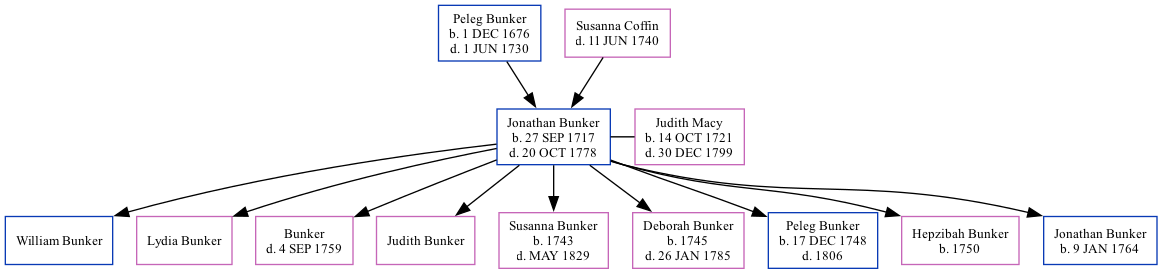 Peleg Bunker
b. 1 DEC 1676
d. 1 JUN 1730
Susanna Coffin
d. 11 JUN 1740
Jonathan Bunker
b. 27 SEP 1717
d. 20 OCT 1778
Judith Macy
b. 14 OCT 1721
d. 30 DEC 1799
William Bunker
Lydia Bunker
Bunker
d. 4 SEP 1759
Judith Bunker
Susanna Bunker
b. 1743
d. MAY 1829
Deborah Bunker
b. 1745
d. 26 JAN 1785
Peleg Bunker
b. 17 DEC 1748
d. 1806
Hepzibah Bunker
b. 1750
Jonathan Bunker
b. 9 JAN 1764